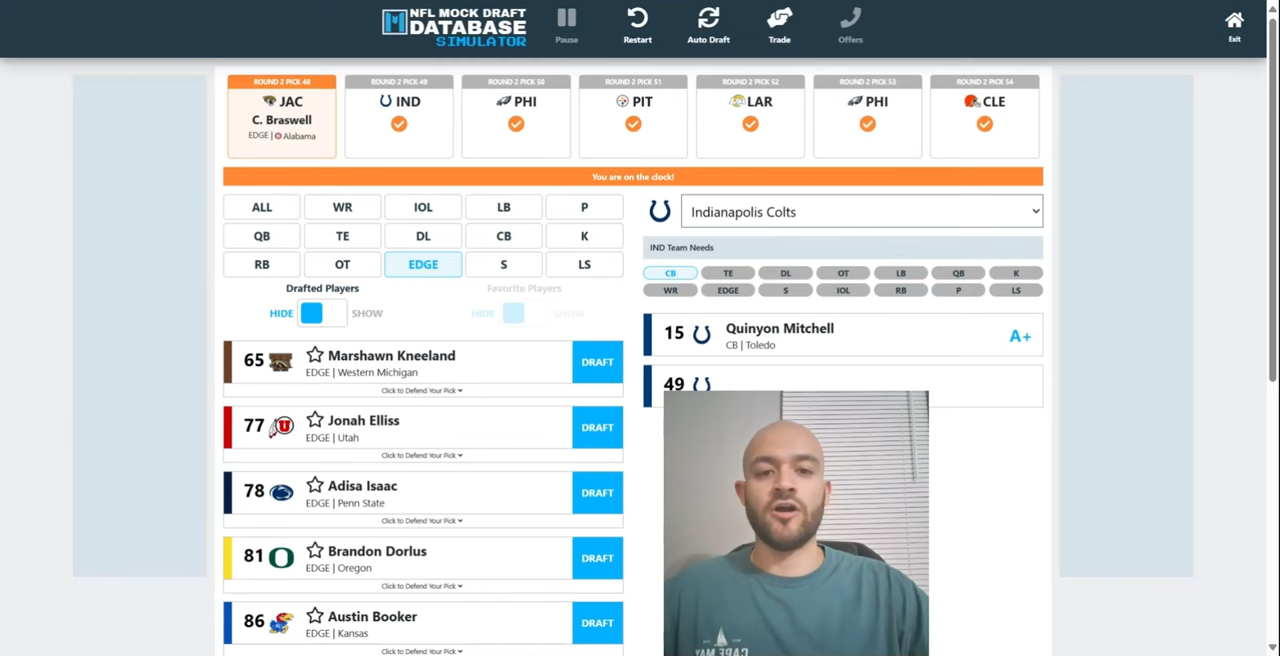 NFL MOCK DRAFT
DATABASE
SIMULATOR
Pause
Restart
Auto Draft
Trade
Offers
Exit
ROUND 2 PICK 48
JAC
C. Braswell
EDGE | Alabama
ROUND 2 PICK 49
IND
ROUND 2 PICK 50
PHI
ROUND 2 PICK 51
PIT
ROUND 2 PICK 52
LAR
ROUND 2 PICK 53
PHI
ROUND 2 PICK 54
CLE
You are on the clock!
ALL WR IOL LB P
QB TE DL CB K
RB OT EDGE S LS
Drafted Players
HIDE SHOW
Favorite Players
HIDE SHOW
65 Marshawn Kneeland
EDGE | Western Michigan
DRAFT
Click to Defend Your Pick
77 Jonah Elliss
EDGE | Utah
DRAFT
Click to Defend Your Pick
78 Adisa Isaac
EDGE | Penn State
DRAFT
Click to Defend Your Pick
81 Brandon Dorlus
EDGE | Oregon
DRAFT
Click to Defend Your Pick
86 Austin Booker
EDGE | Kansas
DRAFT
Click to Defend Your Pick
Indianapolis Colts
IND Team Needs
CB TE DL OT LB QB K
WR EDGE S IOL RB P LS
15 Quinyon Mitchell
CB | Toledo
A+
49
CAPE MAY